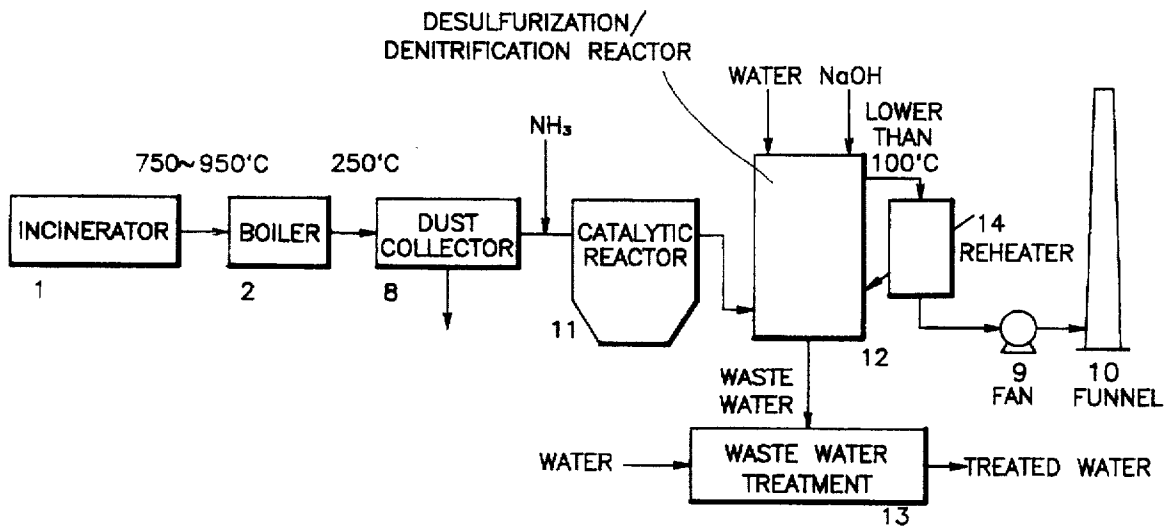 DESULFURIZATION/
DENITRIFICATION REACTOR
WATER NaOH
LOWER
THAN
100°C
NH₃
750~950°C
250°C
INCINERATOR
BOILER
DUST
COLLECTOR
CATALYTIC
REACTOR
14
REHEATER
1
2
8
11
12
9
FAN
10
FUNNEL
WASTE
WATER
WATER
WASTE WATER
TREATMENT
TREATED WATER
13